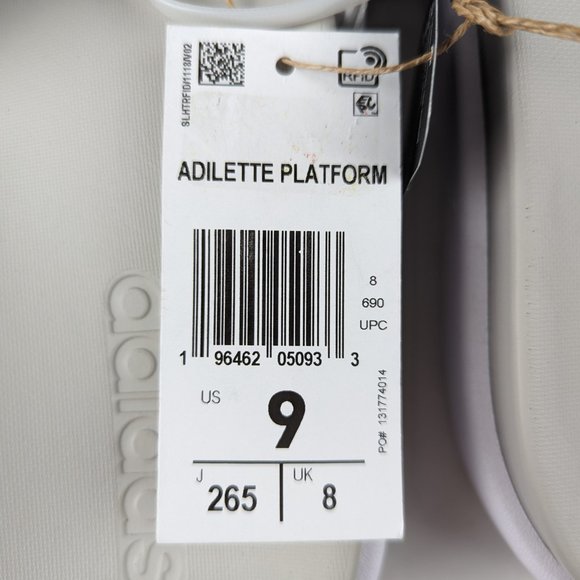 SLHTRFID/1118/V02
RFID
ADILETTE PLATFORM
8
690
UPC
1 96462 05093 3
PO# 131774014
US 9
J 265
UK 8
adidas